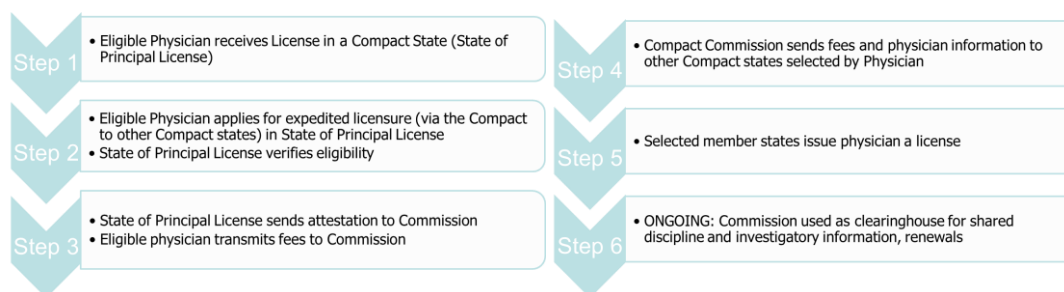 Step 1
• Eligible Physician receives License in a Compact State (State of
Principal License)
Step 2
• Eligible Physician applies for expedited licensure (via the Compact
to other Compact states) in State of Principal License
• State of Principal License verifies eligibility
Step 3
• State of Principal License sends attestation to Commission
• Eligible physician transmits fees to Commission
Step 4
• Compact Commission sends fees and physician information to
other Compact states selected by Physician
Step 5
• Selected member states issue physician a license
Step 6
• ONGOING: Commission used as clearinghouse for shared
discipline and investigatory information, renewals